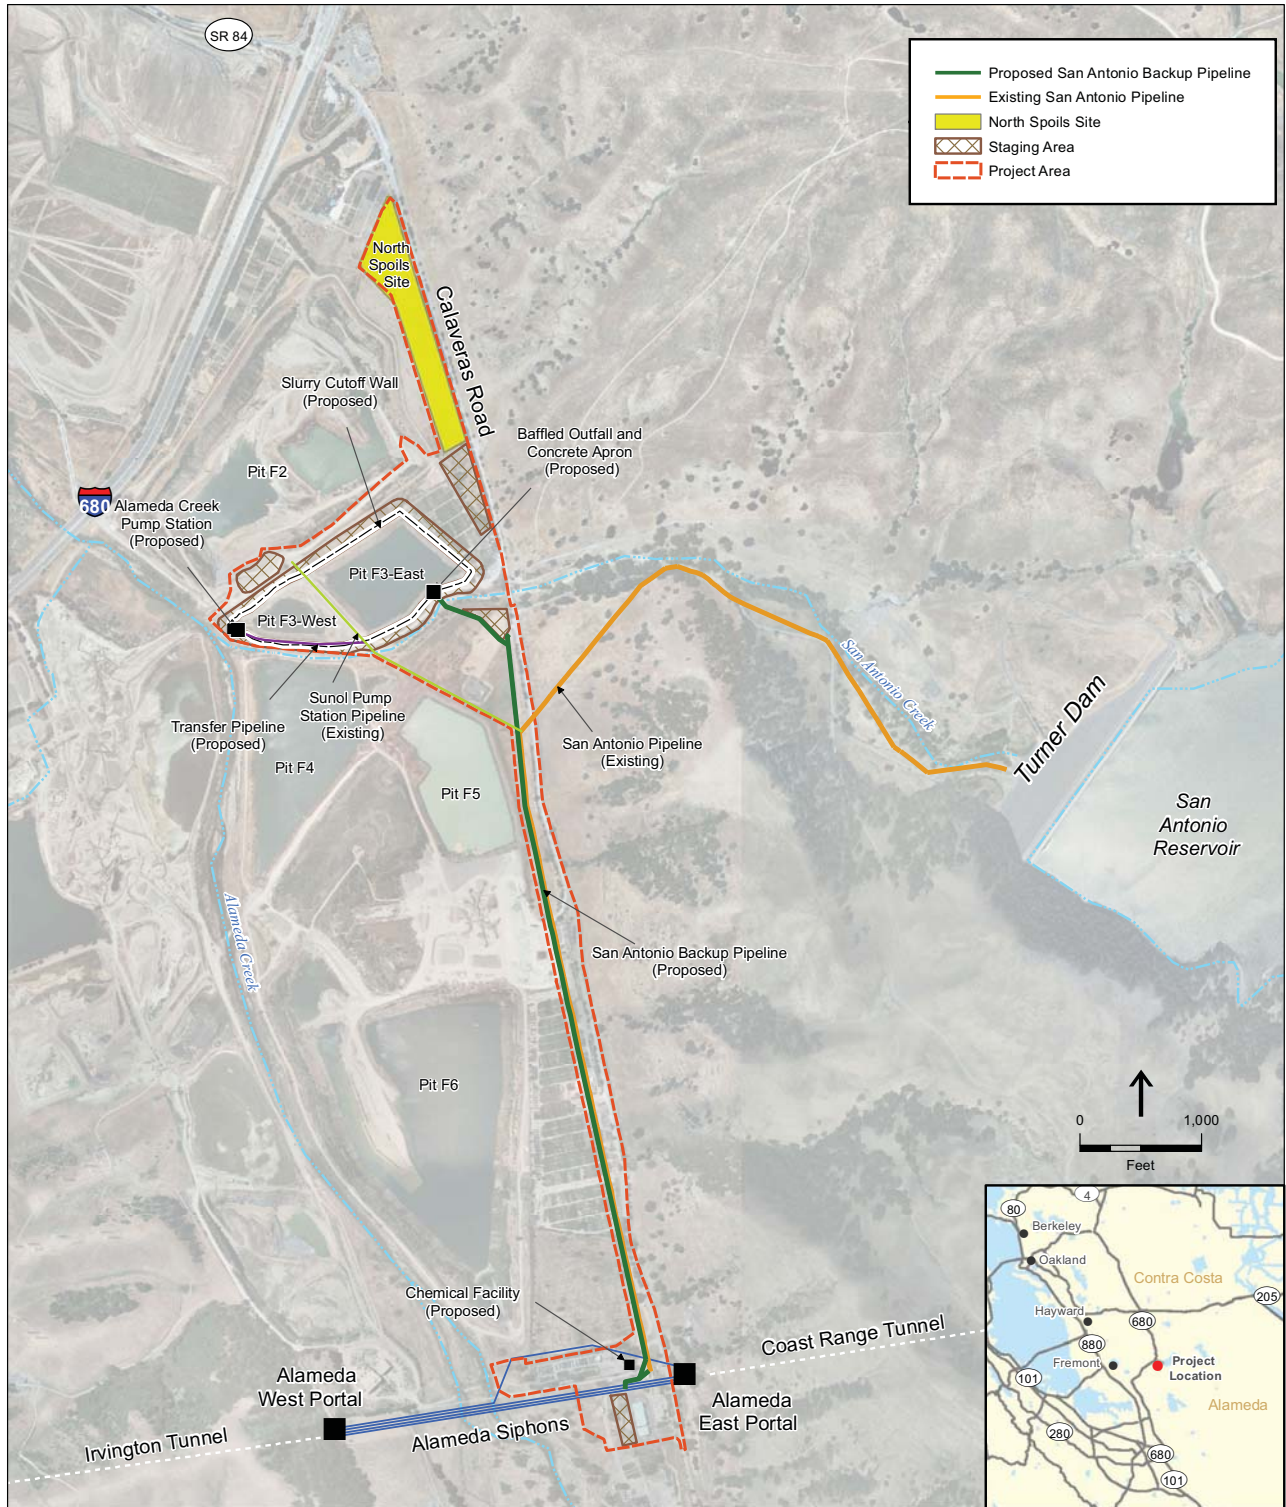 SR 84
Proposed San Antonio Backup Pipeline
Existing San Antonio Pipeline
North Spoils Site
Staging Area
Project Area
North
Spoils
Site
Calaveras Road
Slurry Cutoff Wall
(Proposed)
Baffled Outfall and
Concrete Apron
(Proposed)
Pit F2
680
Alameda Creek
Pump Station
(Proposed)
Pit F3-East
Pit F3-West
San Antonio Creek
Turner Dam
Sunol Pump
Station Pipeline
(Existing)
Transfer Pipeline
(Proposed)
San Antonio Pipeline
(Existing)
Pit F4
Pit F5
San
Antonio
Reservoir
Alameda Creek
San Antonio Backup Pipeline
(Proposed)
Pit F6
0
1,000
Feet
Chemical Facility
(Proposed)
Coast Range Tunnel
Alameda
West Portal
Alameda
East Portal
Alameda Siphons
Irvington Tunnel
4
80
Berkeley
Oakland
Contra Costa
205
Hayward
680
880
Fremont
Project
Location
101
Alameda
280
680
101